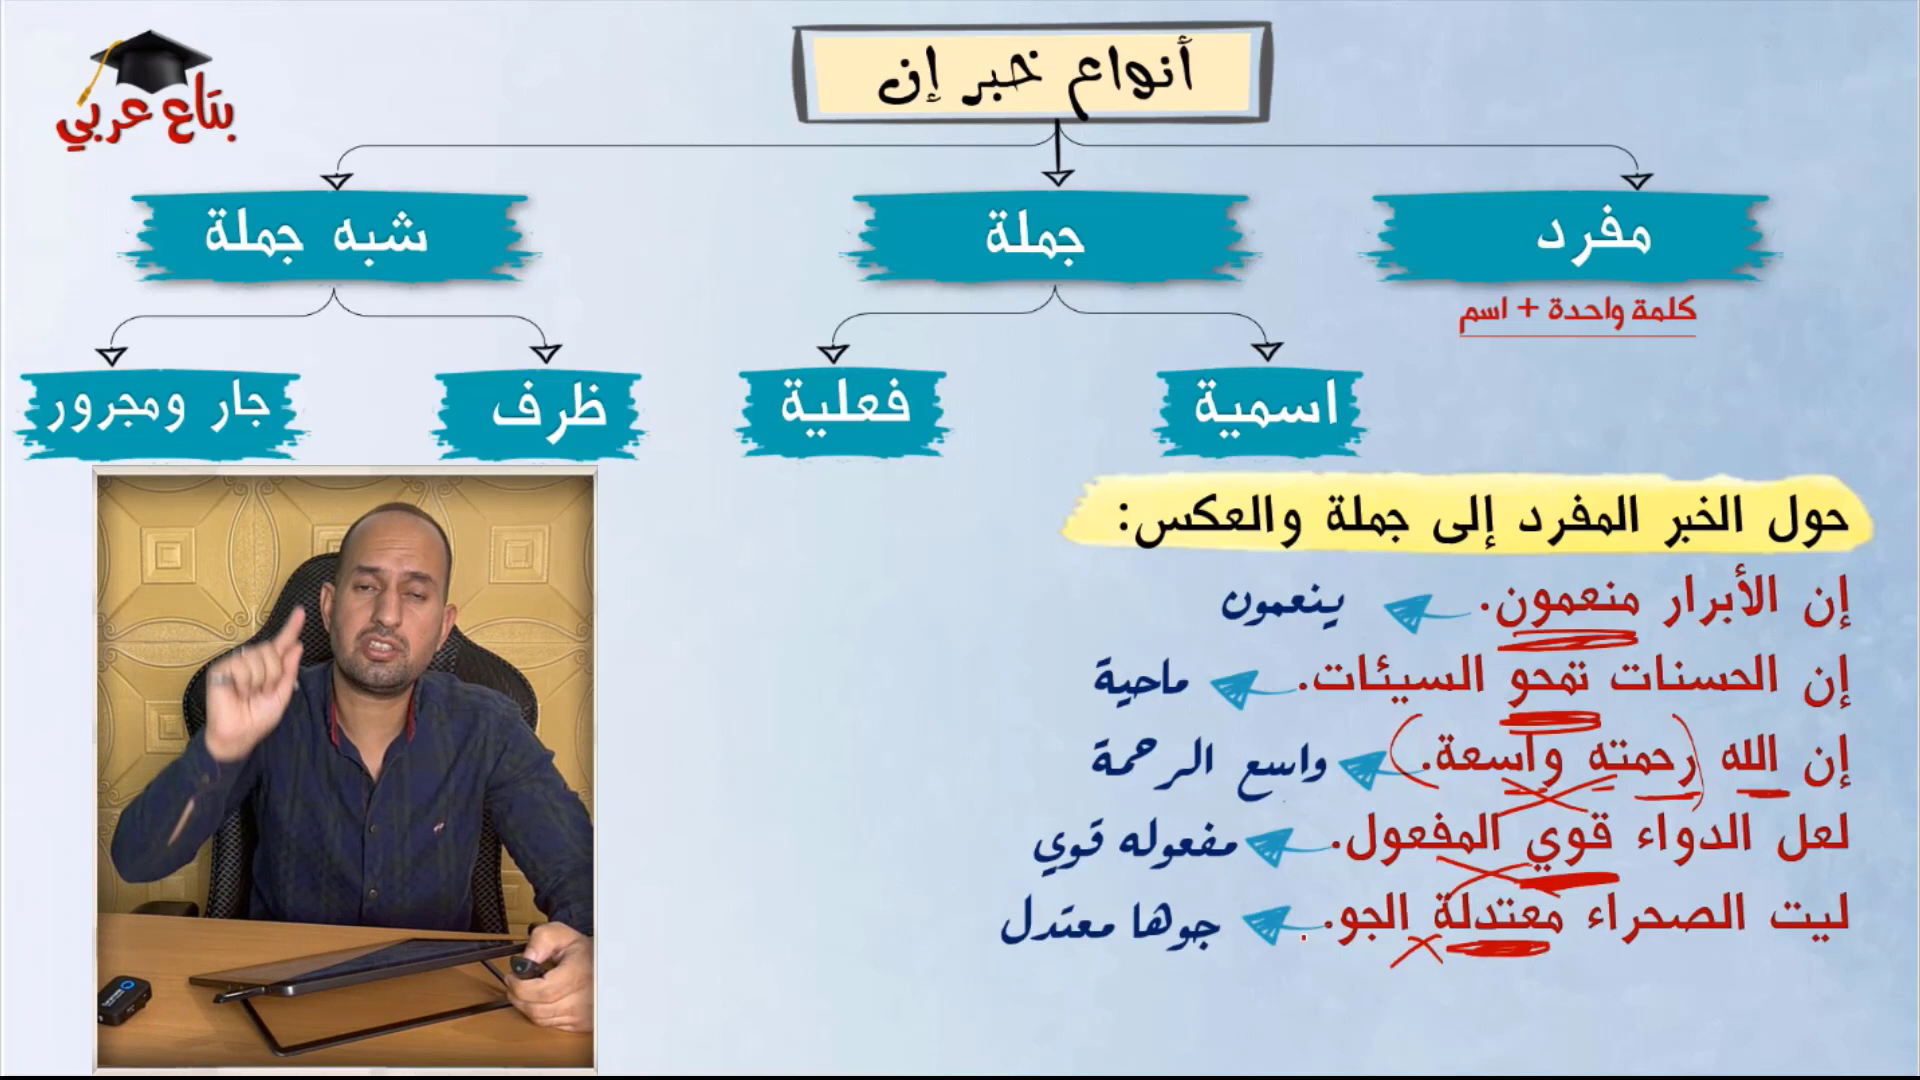 أنواع خبر إن
بتاع عربي
مفرد
جملة
شبه جملة
كلمة واحدة + اسم
اسمية
فعلية
ظرف
جار ومجرور
حول الخبر المفرد إلى جملة والعكس:
إن الأبرار منعمون. ينعمون
إن الحسنات تمحو السيئات. ماحية
إن الله (رحمته واسعة.) واسع الرحمة
لعل الدواء قوي المفعول. مفعوله قوي
ليت الصحراء معتدلة الجو. جوها معتدل